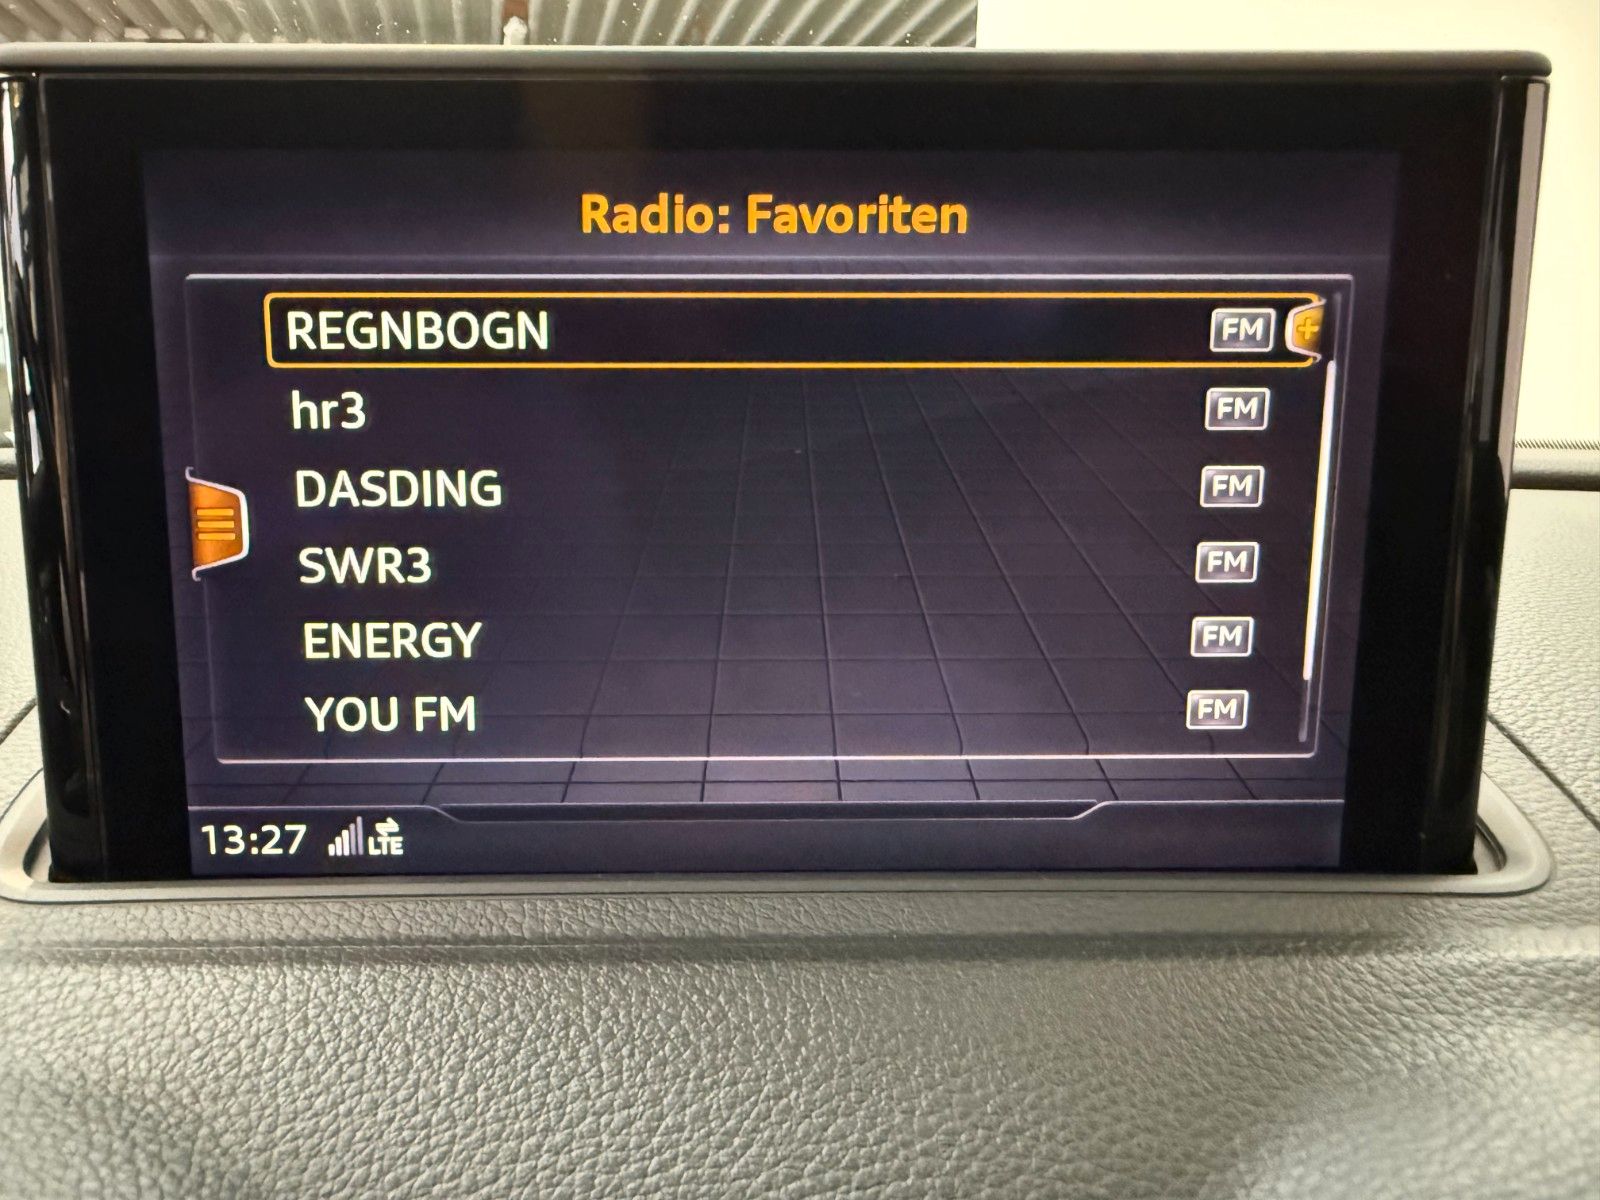 Radio: Favoriten
REGNBOGN FM
hr3 FM
DASDING FM
SWR3 FM
ENERGY FM
YOU FM FM
13:27 LTE